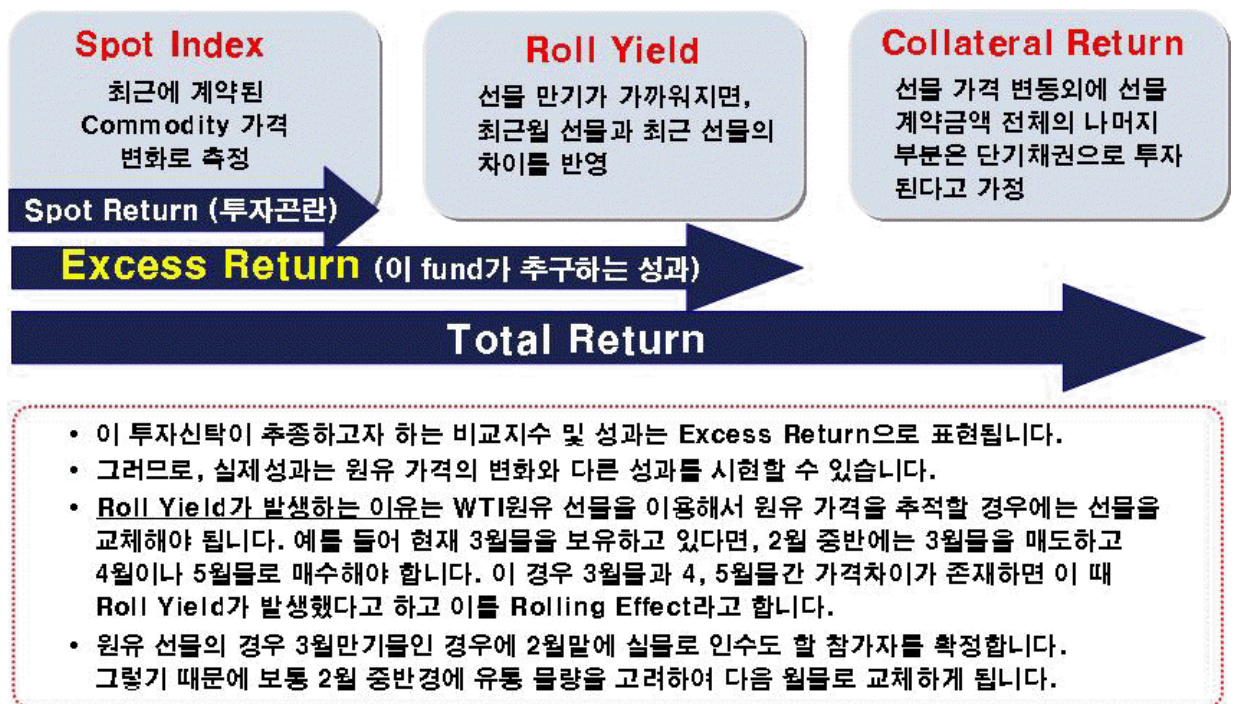 Spot Index
최근에 계약된
Commodity 가격
변화로 측정
Roll Yield
선물 만기가 가까워지면,
최근월 선물과 최근 선물의
차이를 반영
Collateral Return
선물 가격 변동외에 선물
계약금액 전체의 나머지
부분은 단기채권으로 투자
된다고 가정
Spot Return (투자곤란)
Excess Return (이 fund가 추구하는 성과)
Total Return
• 이 투자신탁이 추종하고자 하는 비교지수 및 성과는 Excess Return으로 표현됩니다.
• 그러므로, 실제성과는 원유 가격의 변화와 다른 성과를 시현할 수 있습니다.
• Roll Yield가 발생하는 이유는 WTI원유 선물을 이용해서 원유 가격을 추적할 경우에는 선물을
교체해야 됩니다. 예를 들어 현재 3월물을 보유하고 있다면, 2월 중반에는 3월물을 매도하고
4월이나 5월물로 매수해야 합니다. 이 경우 3월물과 4, 5월물간 가격차이가 존재하면 이 때
Roll Yield가 발생했다고 하고 이를 Rolling Effect라고 합니다.
• 원유 선물의 경우 3월만기물인 경우에 2월말에 실물로 인수도 할 참가자를 확정합니다.
그렇기 때문에 보통 2월 중반경에 유통 물량을 고려하여 다음 월물로 교체하게 됩니다.